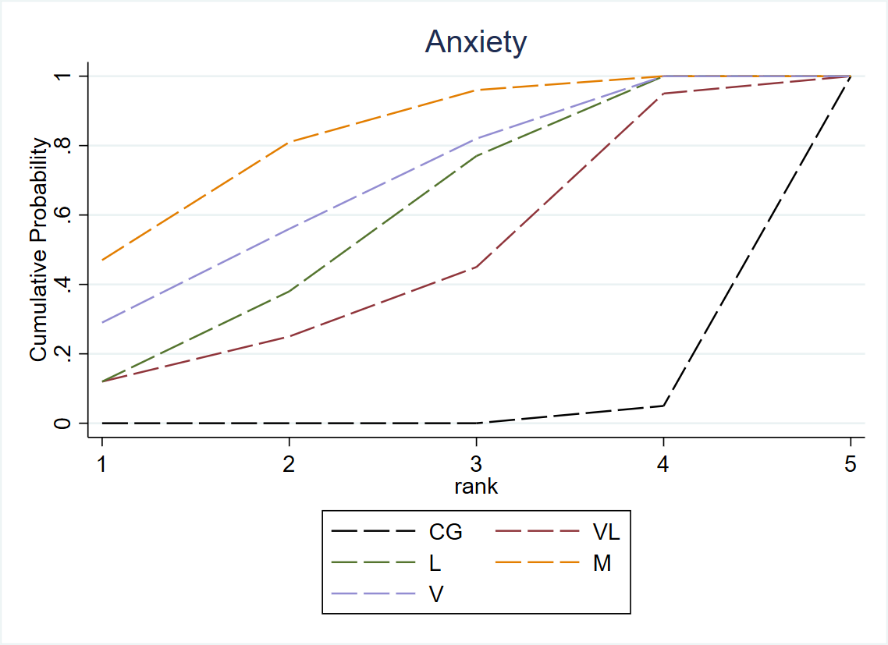 Anxiety
Cumulative Probability
1
.8
.6
.4
.2
0
1 2 3 4 5
rank
CG VL
L M
V